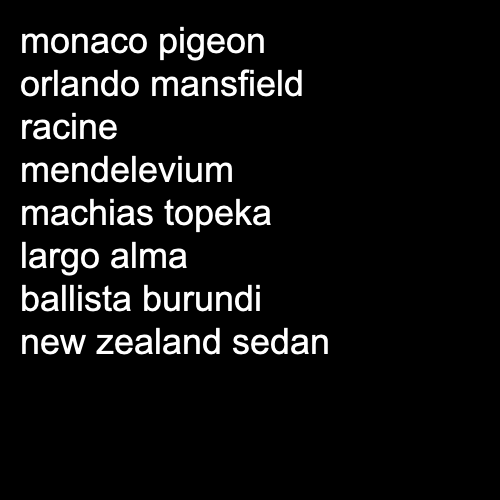 monaco pigeon
orlando mansfield
racine
mendelevium
machias topeka
largo alma
ballista burundi
new zealand sedan